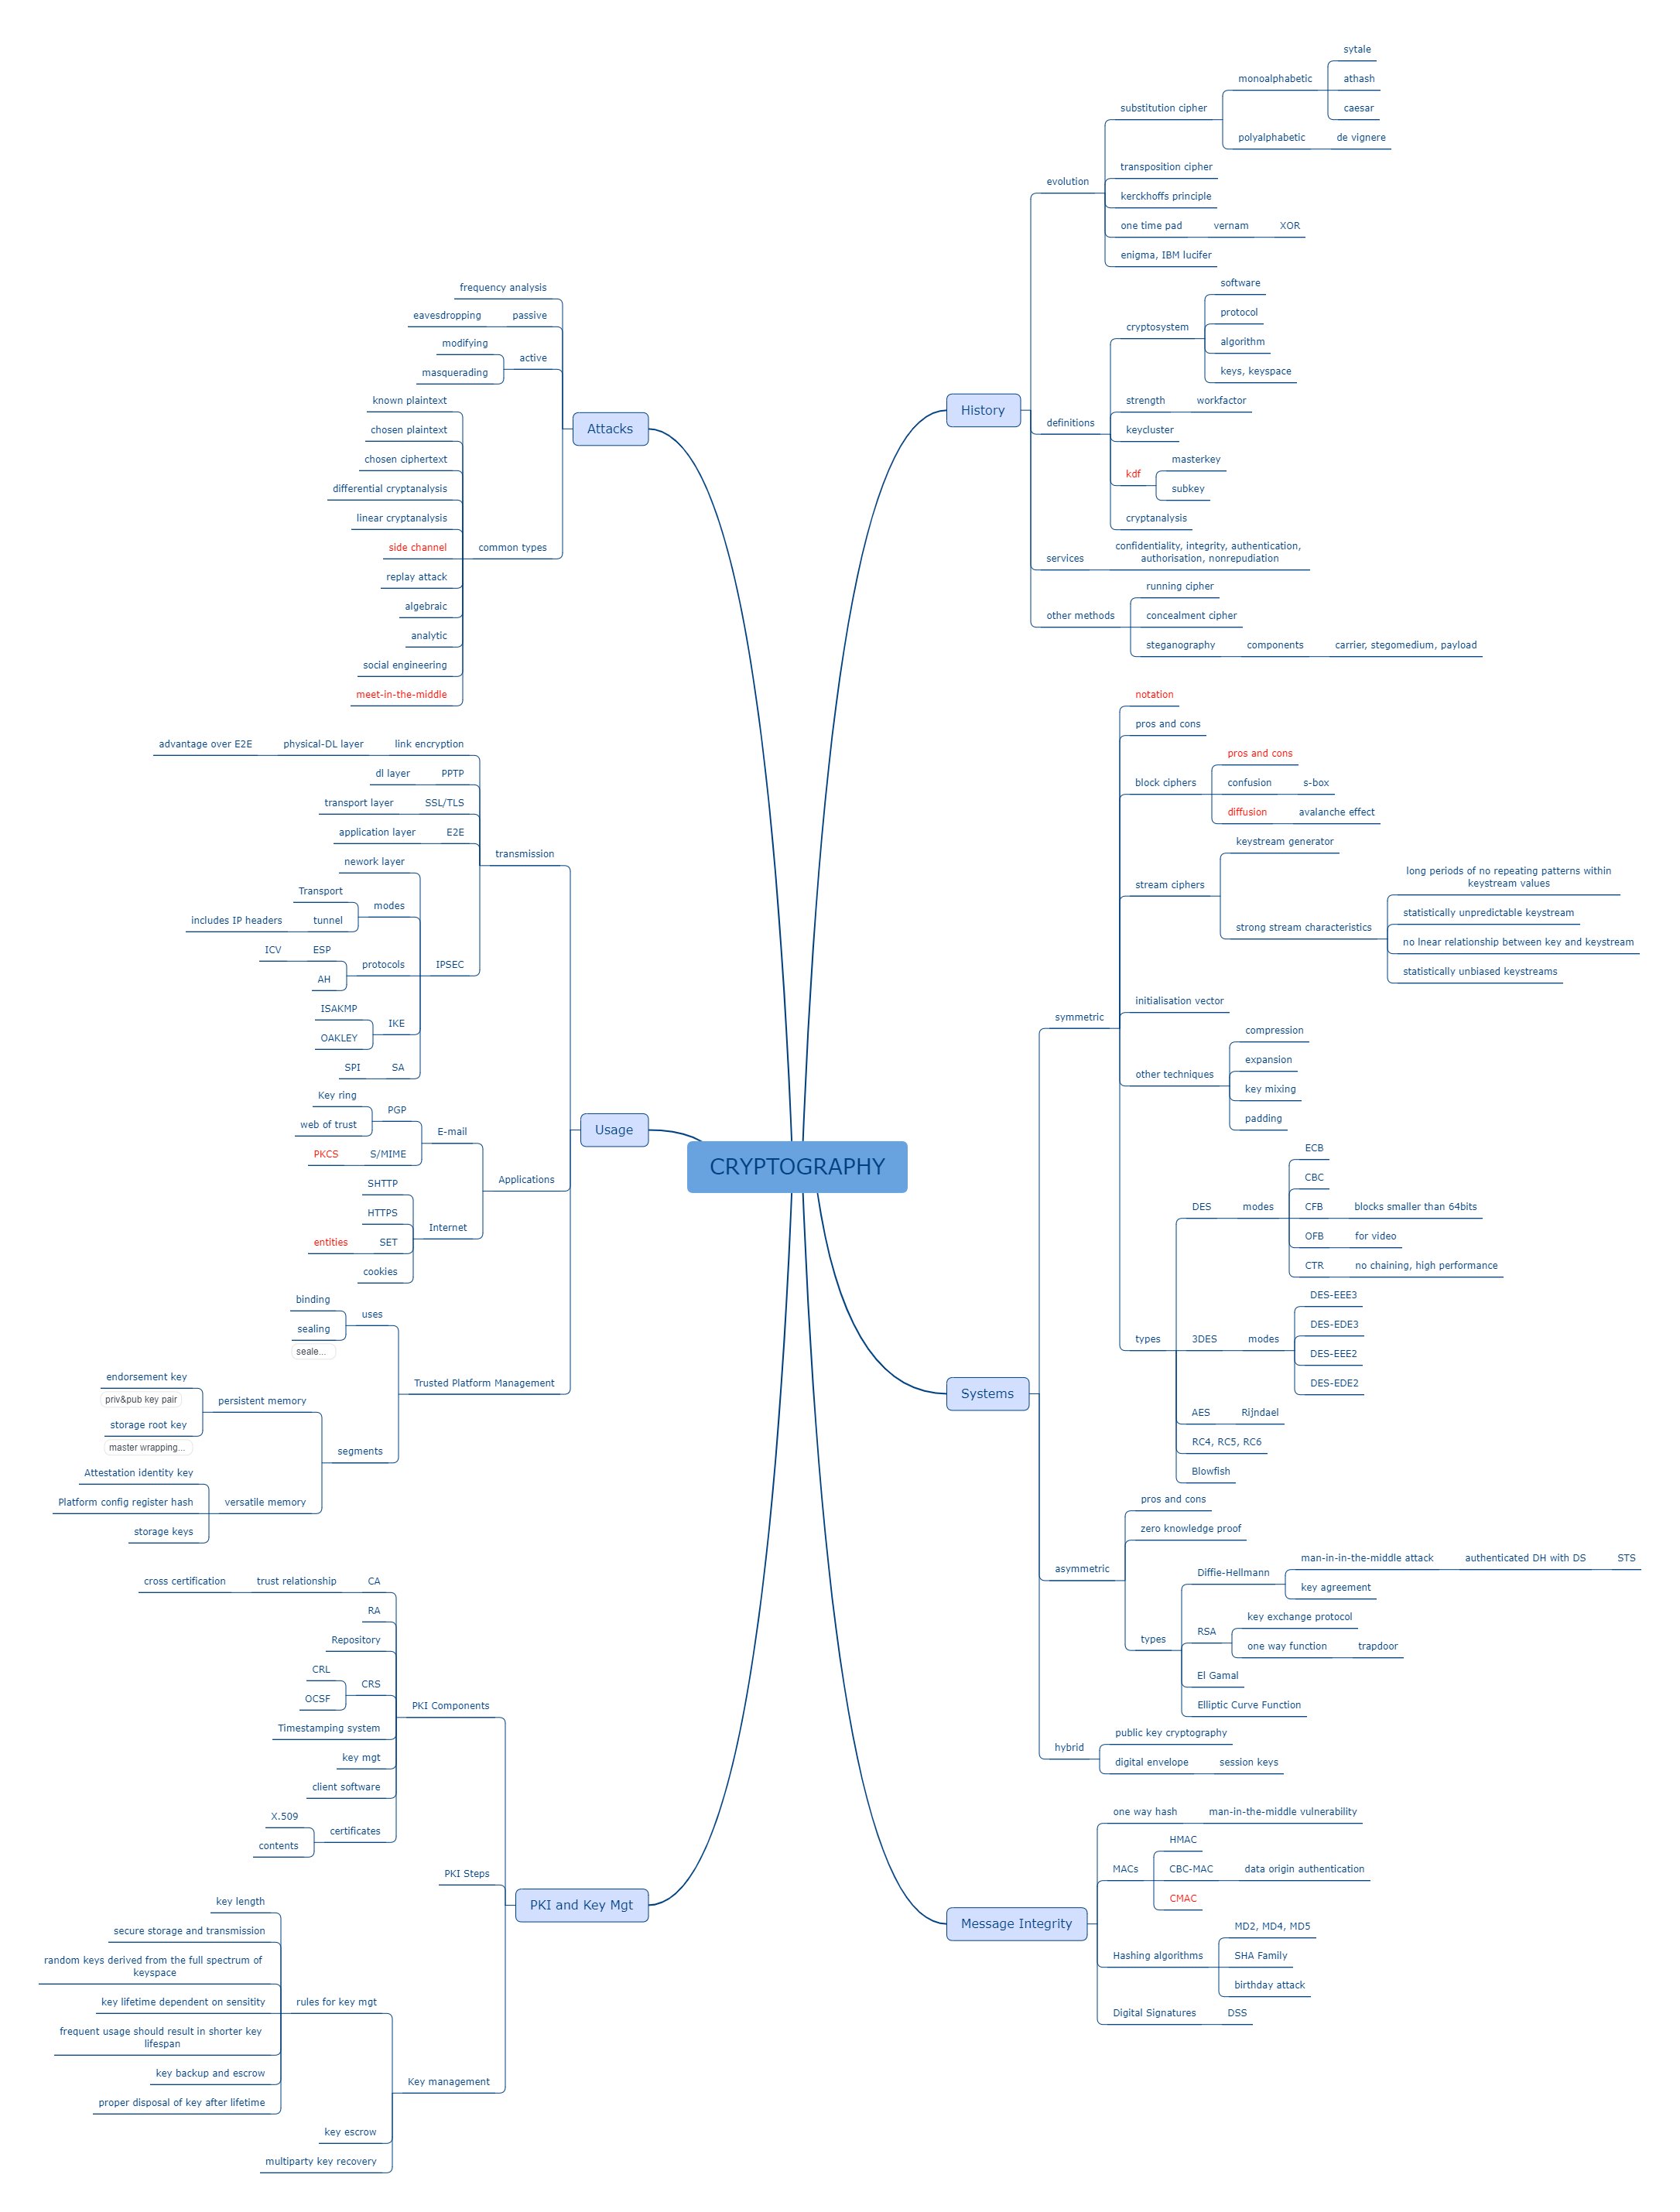 CRYPTOGRAPHY
History
evolution
substitution cipher
monoalphabetic
sytale
athash
caesar
polyalphabetic
de vignere
transposition cipher
kerckhoffs principle
one time pad
vernam
XOR
enigma, IBM lucifer
definitions
cryptosystem
software
protocol
algorithm
keys, keyspace
strength
workfactor
keycluster
kdf
masterkey
subkey
cryptanalysis
services
confidentiality, integrity, authentication,
authorisation, nonrepudiation
other methods
running cipher
concealment cipher
steganography
components
carrier, stegomedium, payload
Systems
symmetric
notation
pros and cons
block ciphers
pros and cons
confusion
s-box
diffusion
avalanche effect
stream ciphers
keystream generator
strong stream characteristics
long periods of no repeating patterns within
keystream values
statistically unpredictable keystream
no lnear relationship between key and keystream
statistically unbiased keystreams
initialisation vector
other techniques
compression
expansion
key mixing
padding
types
DES
modes
ECB
CBC
CFB
blocks smaller than 64bits
OFB
for video
CTR
no chaining, high performance
3DES
modes
DES-EEE3
DES-EDE3
DES-EEE2
DES-EDE2
AES
Rijndael
RC4, RC5, RC6
Blowfish
asymmetric
pros and cons
zero knowledge proof
types
Diffie-Hellmann
man-in-in-the-middle attack
authenticated DH with DS
STS
key agreement
RSA
key exchange protocol
one way function
trapdoor
El Gamal
Elliptic Curve Function
hybrid
public key cryptography
digital envelope
session keys
Message Integrity
one way hash
man-in-the-middle vulnerability
MACs
HMAC
CBC-MAC
data origin authentication
CMAC
Hashing algorithms
MD2, MD4, MD5
SHA Family
birthday attack
Digital Signatures
DSS
Attacks
frequency analysis
passive
eavesdropping
active
modifying
masquerading
common types
known plaintext
chosen plaintext
chosen ciphertext
differential cryptanalysis
linear cryptanalysis
side channel
replay attack
algebraic
analytic
social engineering
meet-in-the-middle
Usage
transmission
link encryption
physical-DL layer
advantage over E2E
PPTP
dl layer
SSL/TLS
transport layer
E2E
application layer
IPSEC
nework layer
modes
Transport
tunnel
includes IP headers
protocols
ESP
ICV
AH
IKE
ISAKMP
OAKLEY
SA
SPI
Applications
E-mail
PGP
Key ring
web of trust
S/MIME
PKCS
Internet
SHTTP
HTTPS
SET
entities
cookies
Trusted Platform Management
uses
binding
sealing
seale...
segments
persistent memory
endorsement key
priv&pub key pair
storage root key
master wrapping...
versatile memory
Attestation identity key
Platform config register hash
storage keys
PKI and Key Mgt
PKI Components
CA
trust relationship
cross certification
RA
Repository
CRS
CRL
OCSF
Timestamping system
key mgt
client software
certificates
X.509
contents
PKI Steps
Key management
rules for key mgt
key length
secure storage and transmission
random keys derived from the full spectrum of
keyspace
key lifetime dependent on sensitity
frequent usage should result in shorter key
lifespan
key backup and escrow
proper disposal of key after lifetime
key escrow
multiparty key recovery